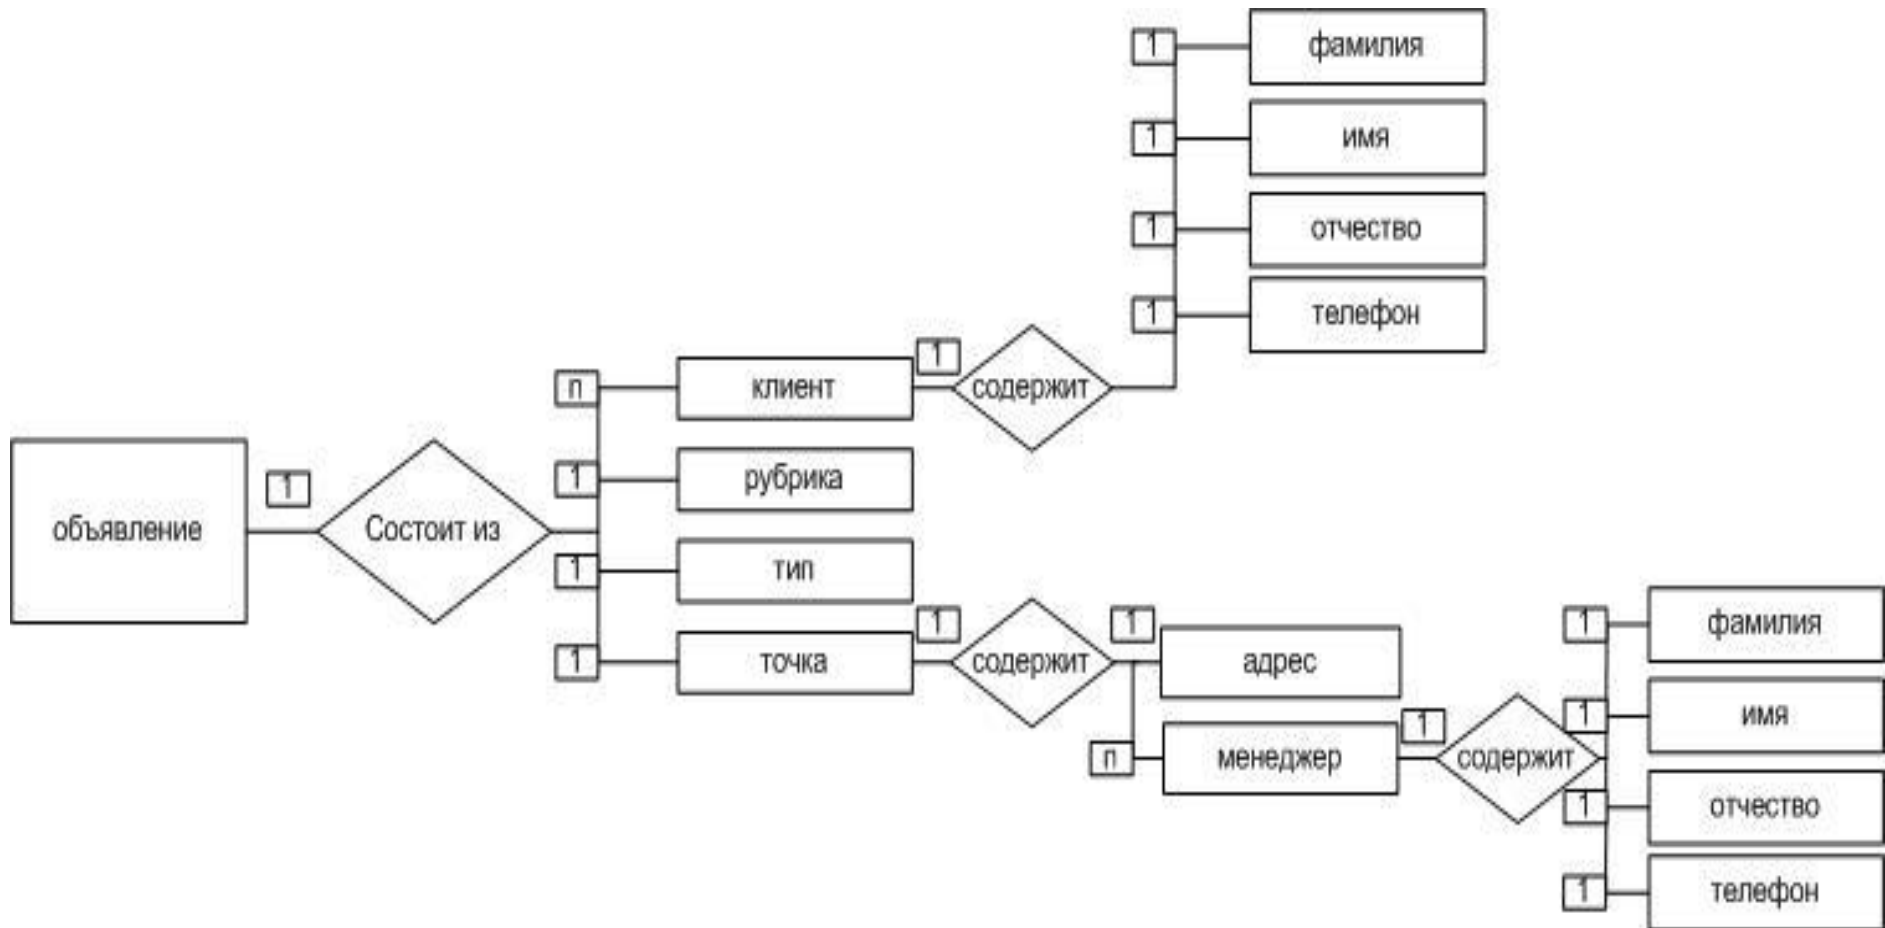 1
фамилия
1
имя
1
отчество
1
телефон
n
клиент
1
содержит
1
рубрика
объявление
1
Состоит из
1
тип
1
точка
1
содержит
1
адрес
n
менеджер
1
содержит
1
фамилия
1
имя
1
отчество
1
телефон